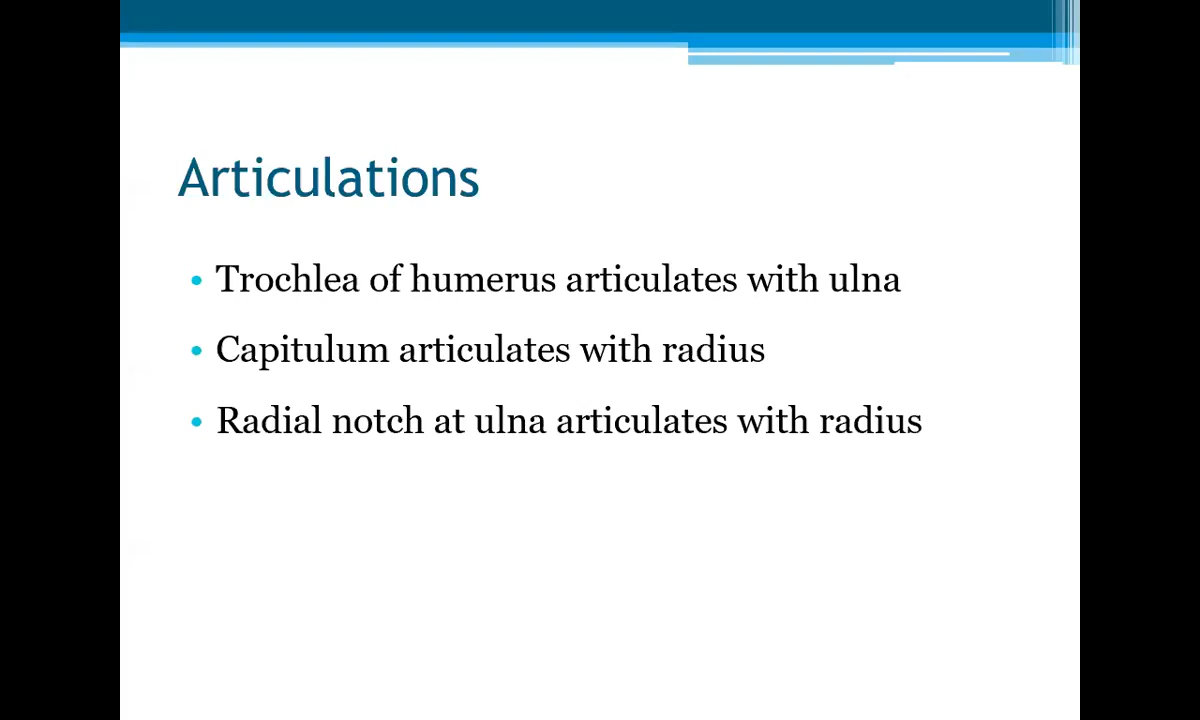 Articulations
• Trochlea of humerus articulates with ulna
• Capitulum articulates with radius
• Radial notch at ulna articulates with radius